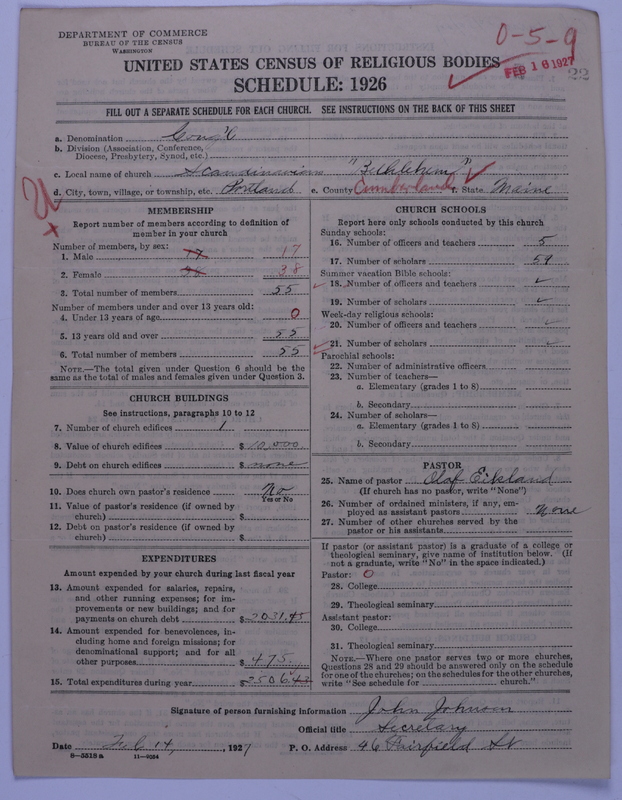 DEPARTMENT OF COMMERCE
BUREAU OF THE CENSUS
WASHINGTON
0-5-9
FEB 16 1927
22
UNITED STATES CENSUS OF RELIGIOUS BODIES
SCHEDULE: 1926
FILL OUT A SEPARATE SCHEDULE FOR EACH CHURCH. SEE INSTRUCTIONS ON THE BACK OF THIS SHEET
a. Denomination Cong'l
b. Division (Association, Conference, Diocese, Presbytery, Synod, etc.)
c. Local name of church Scandinavian "Bethlehem"
d. City, town, village, or township, etc. Portland e. County Cumberland f. State Maine
MEMBERSHIP
Report number of members according to definition of
member in your church
Number of members, by sex:
1. Male 17
2. Female 38
3. Total number of members 55
Number of members under and over 13 years old:
4. Under 13 years of age 0
5. 13 years old and over 55
6. Total number of members 55
NOTE.—The total given under Question 6 should be
same as the total of males and females given under Question 3.
CHURCH BUILDINGS
See instructions, paragraphs 10 to 12
7. Number of church edifices 1
8. Value of church edifices $ 10,000
9. Debt on church edifices $ none
10. Does church own pastor's residence No
Yes or No
11. Value of pastor's residence (if owned by
church) $
12. Debt on pastor's residence (if owned by
church) $
EXPENDITURES
Amount expended by your church during last fiscal year
13. Amount expended for salaries, repairs,
and other running expenses; for im-
provements or new buildings; and for
payments on church debt $ 2031.45
14. Amount expended for benevolences, in-
cluding home and foreign missions; for
denominational support; and for all
other purposes $ 475.
15. Total expenditures during year $
CHURCH SCHOOLS
Report here only schools conducted by this church
Sunday schools:
16. Number of officers and teachers 5
17. Number of scholars 59
Summer vacation Bible schools:
18. Number of officers and teachers ✓
19. Number of scholars ✓
Week-day religious schools:
20. Number of officers and teachers ✓
21. Number of scholars ✓
Parochial schools:
22. Number of administrative officers
23. Number of teachers—
a. Elementary (grades 1 to 8)
b. Secondary
24. Number of scholars—
a. Elementary (grades 1 to 8)
b. Secondary
PASTOR
25. Name of pastor Olaf Eikland
(If church has no pastor, write "None")
26. Number of ordained ministers, if any, em-
ployed as assistant pastors None
27. Number of other churches served by the
pastor or his assistants
If pastor (or assistant pastor) is a graduate of a college or
theological seminary, give name of institution below. (If
not a graduate, write "No" in the space indicated.)
Pastor: 0
28. College
29. Theological seminary
Assistant pastor:
30. College
31. Theological seminary
NOTE.—Where one pastor serves two or more churches,
Questions 28 and 29 should be answered only on the schedule
for one of the churches; on the schedules for the other churches,
write "See schedule for church."
Signature of person furnishing information John Johnson
Official title Secretary
Date Feb 14, 1927 P. O. Address 96 Fairfield St
8—5518 a 11—9264